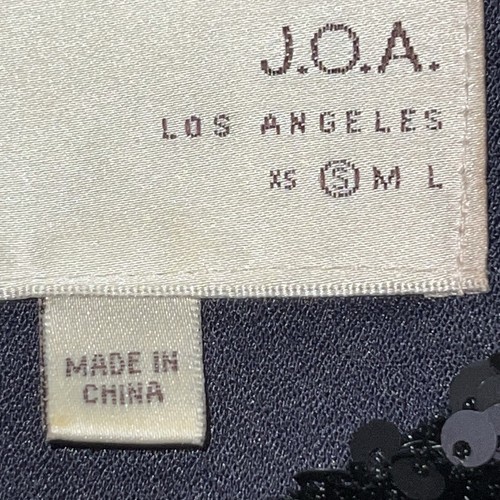 J.O.A.
LOS ANGELES
XS S M L
MADE IN
CHINA